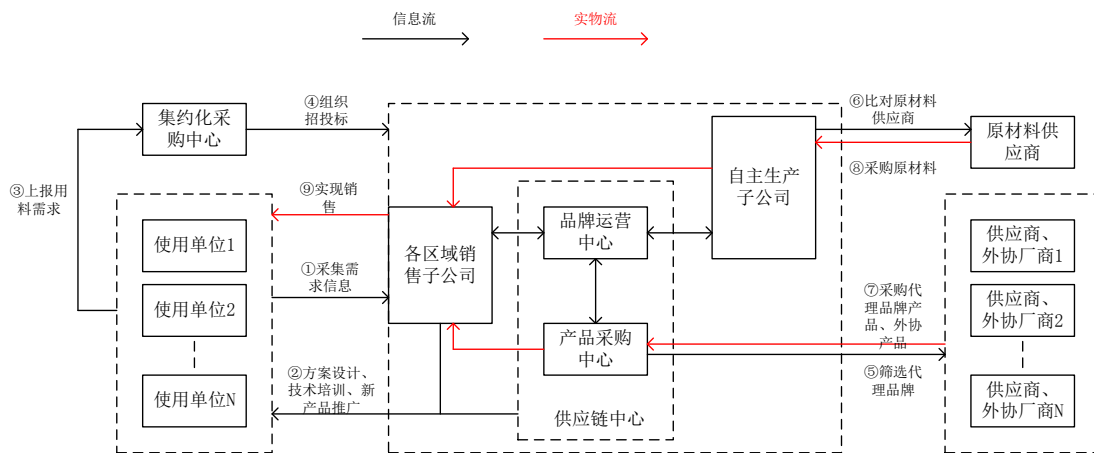 信息流
实物流
集约化采
购中心
④组织
招投标
⑥比对原材料
供应商
原材料供
应商
③上报用
料需求
⑧采购原材料
自主生产
子公司
⑨实现销
售
品牌运营
中心
使用单位1
各区域销
售子公司
供应商、
外协厂商1
①采集需
求信息
使用单位2
⑦采购代
理品牌产
品、外协
产品
供应商、
外协厂商2
产品采购
中心
②方案设计、
技术培训、新
产品推广
⑤筛选代
理品牌
使用单位N
供应链中心
供应商、
外协厂商N